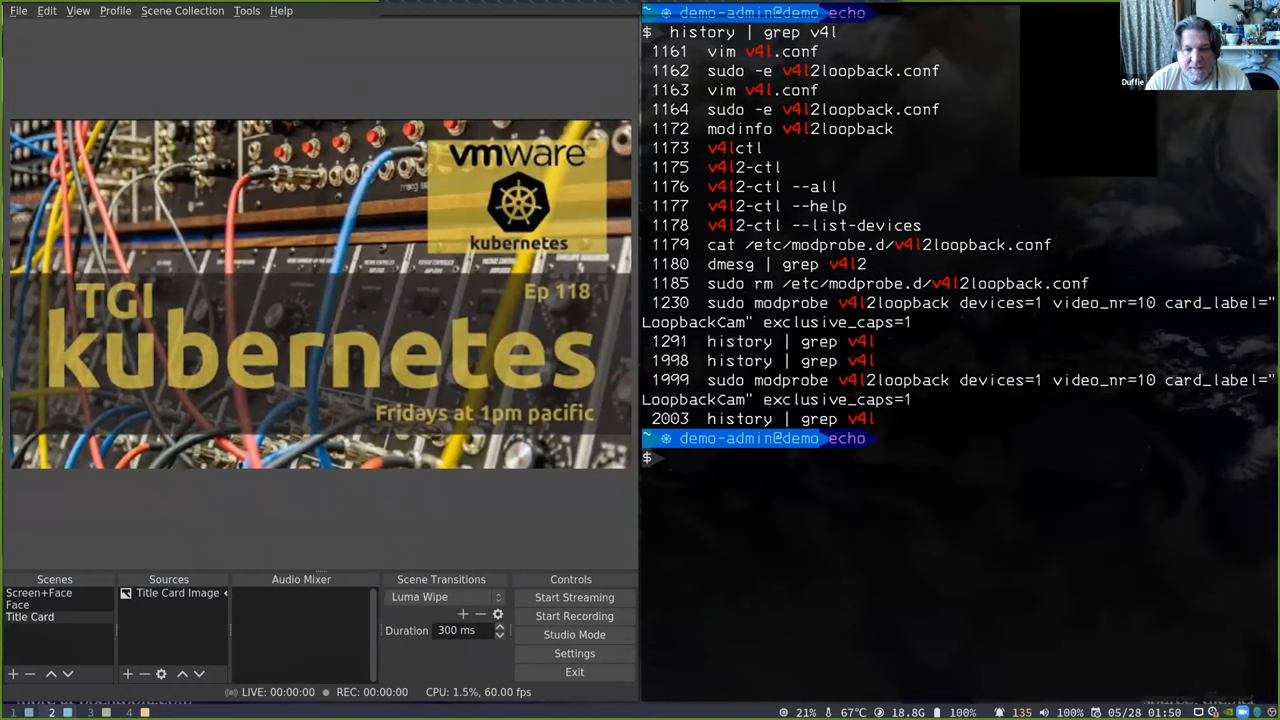 File Edit View Profile Scene Collection Tools Help
vmware
kubernetes
TGI
Ep 118
kubernetes
Fridays at 1pm pacific
Scenes
Screen+Face
Face
Title Card
Sources
Title Card Image
Audio Mixer
Scene Transitions
Luma Wipe
Duration 300 ms
Controls
Start Streaming
Start Recording
Studio Mode
Settings
Exit
LIVE: 00:00:00 REC: 00:00:00 CPU: 1.5%, 60.00 fps
~ demo-admin@demo echo
$ history | grep v4l
1161 vim v4l.conf
1162 sudo -e v4l2loopback.conf
1163 vim v4l.conf
1164 sudo -e v4l2loopback.conf
1172 modinfo v4l2loopback
1173 v4lctl
1175 v4l2-ctl
1176 v4l2-ctl --all
1177 v4l2-ctl --help
1178 v4l2-ctl --list-devices
1179 cat /etc/modprobe.d/v4l2loopback.conf
1180 dmesg | grep v4l2
1185 sudo rm /etc/modprobe.d/v4l2loopback.conf
1230 sudo modprobe v4l2loopback devices=1 video_nr=10 card_label="
LoopbackCam" exclusive_caps=1
1291 history | grep v4l
1998 history | grep v4l
1999 sudo modprobe v4l2loopback devices=1 video_nr=10 card_label="
LoopbackCam" exclusive_caps=1
2003 history | grep v4l
~ demo-admin@demo echo
$
Duffie
1 2 3 4
21% 67℃ 18.8G 100% 135 100% 05/28 01:50